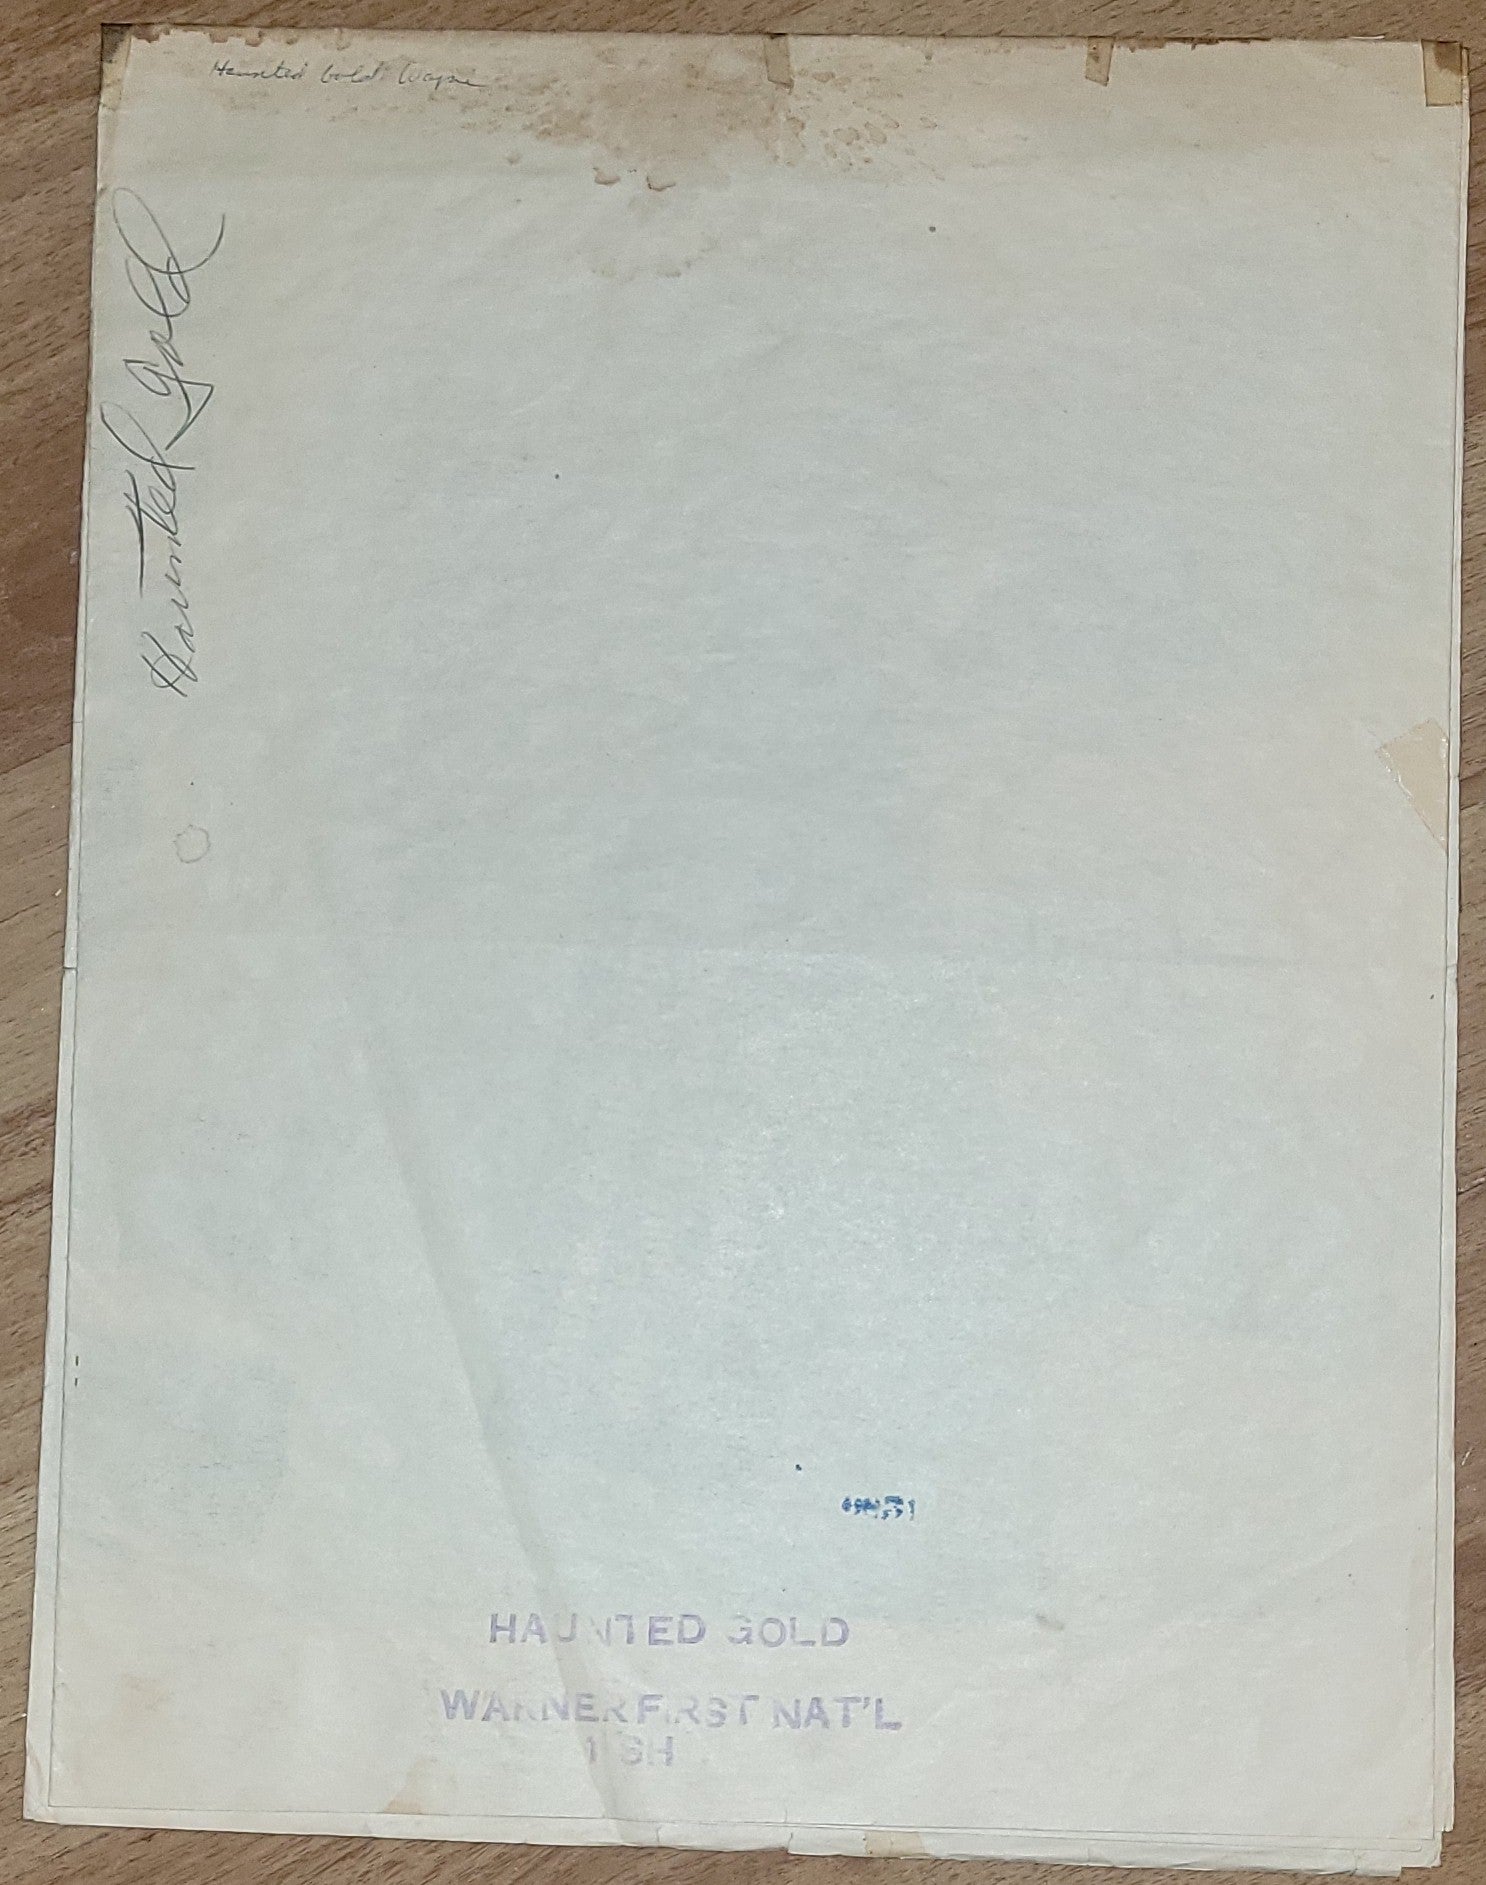 Haunted Gold Wayne
Haunted gold
HAUNTED GOLD
WARNER FIRST NAT'L
1 SH